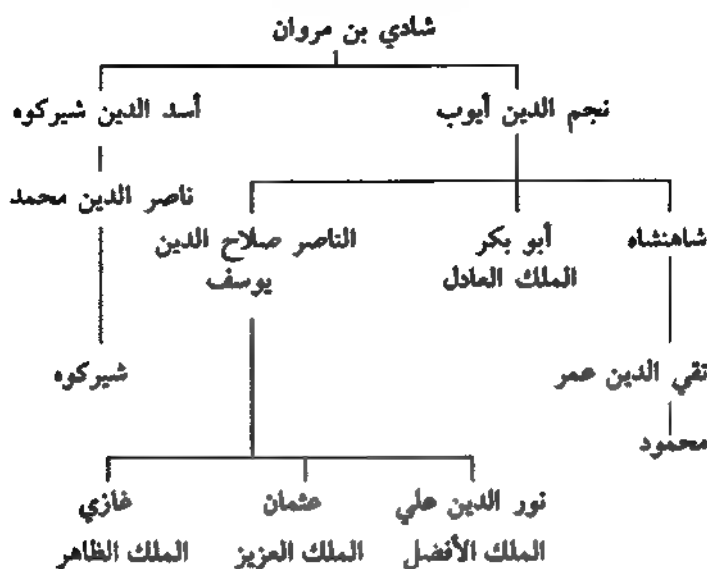 شادي بن مروان
نجم الدين أيوب
أسد الدين شيركوه
ناصر الدين محمد
شاهنشاه
أبو بكر
الملك العادل
الناصر صلاح الدين
يوسف
تقي الدين عمر
شيركوه
محمود
نور الدين علي
الملك الأفضل
عثمان
الملك العزيز
غازي
الملك الظاهر